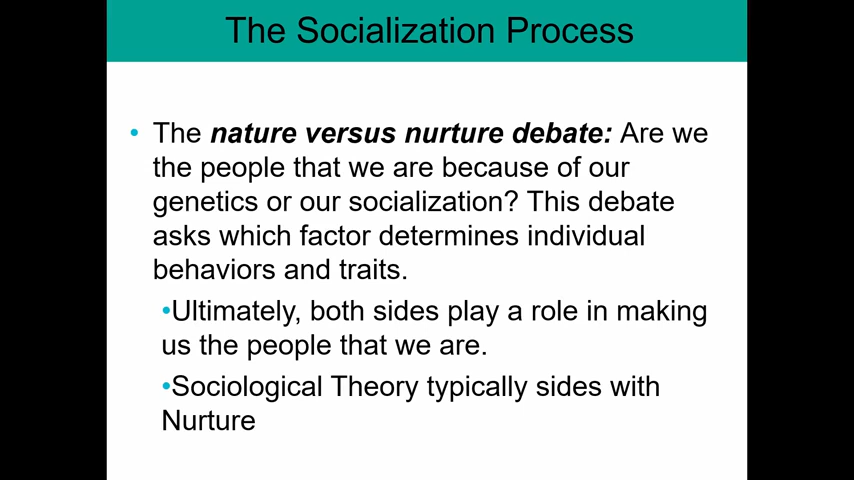 The Socialization Process
• The nature versus nurture debate: Are we
the people that we are because of our
genetics or our socialization? This debate
asks which factor determines individual
behaviors and traits.
•Ultimately, both sides play a role in making
us the people that we are.
•Sociological Theory typically sides with
Nurture